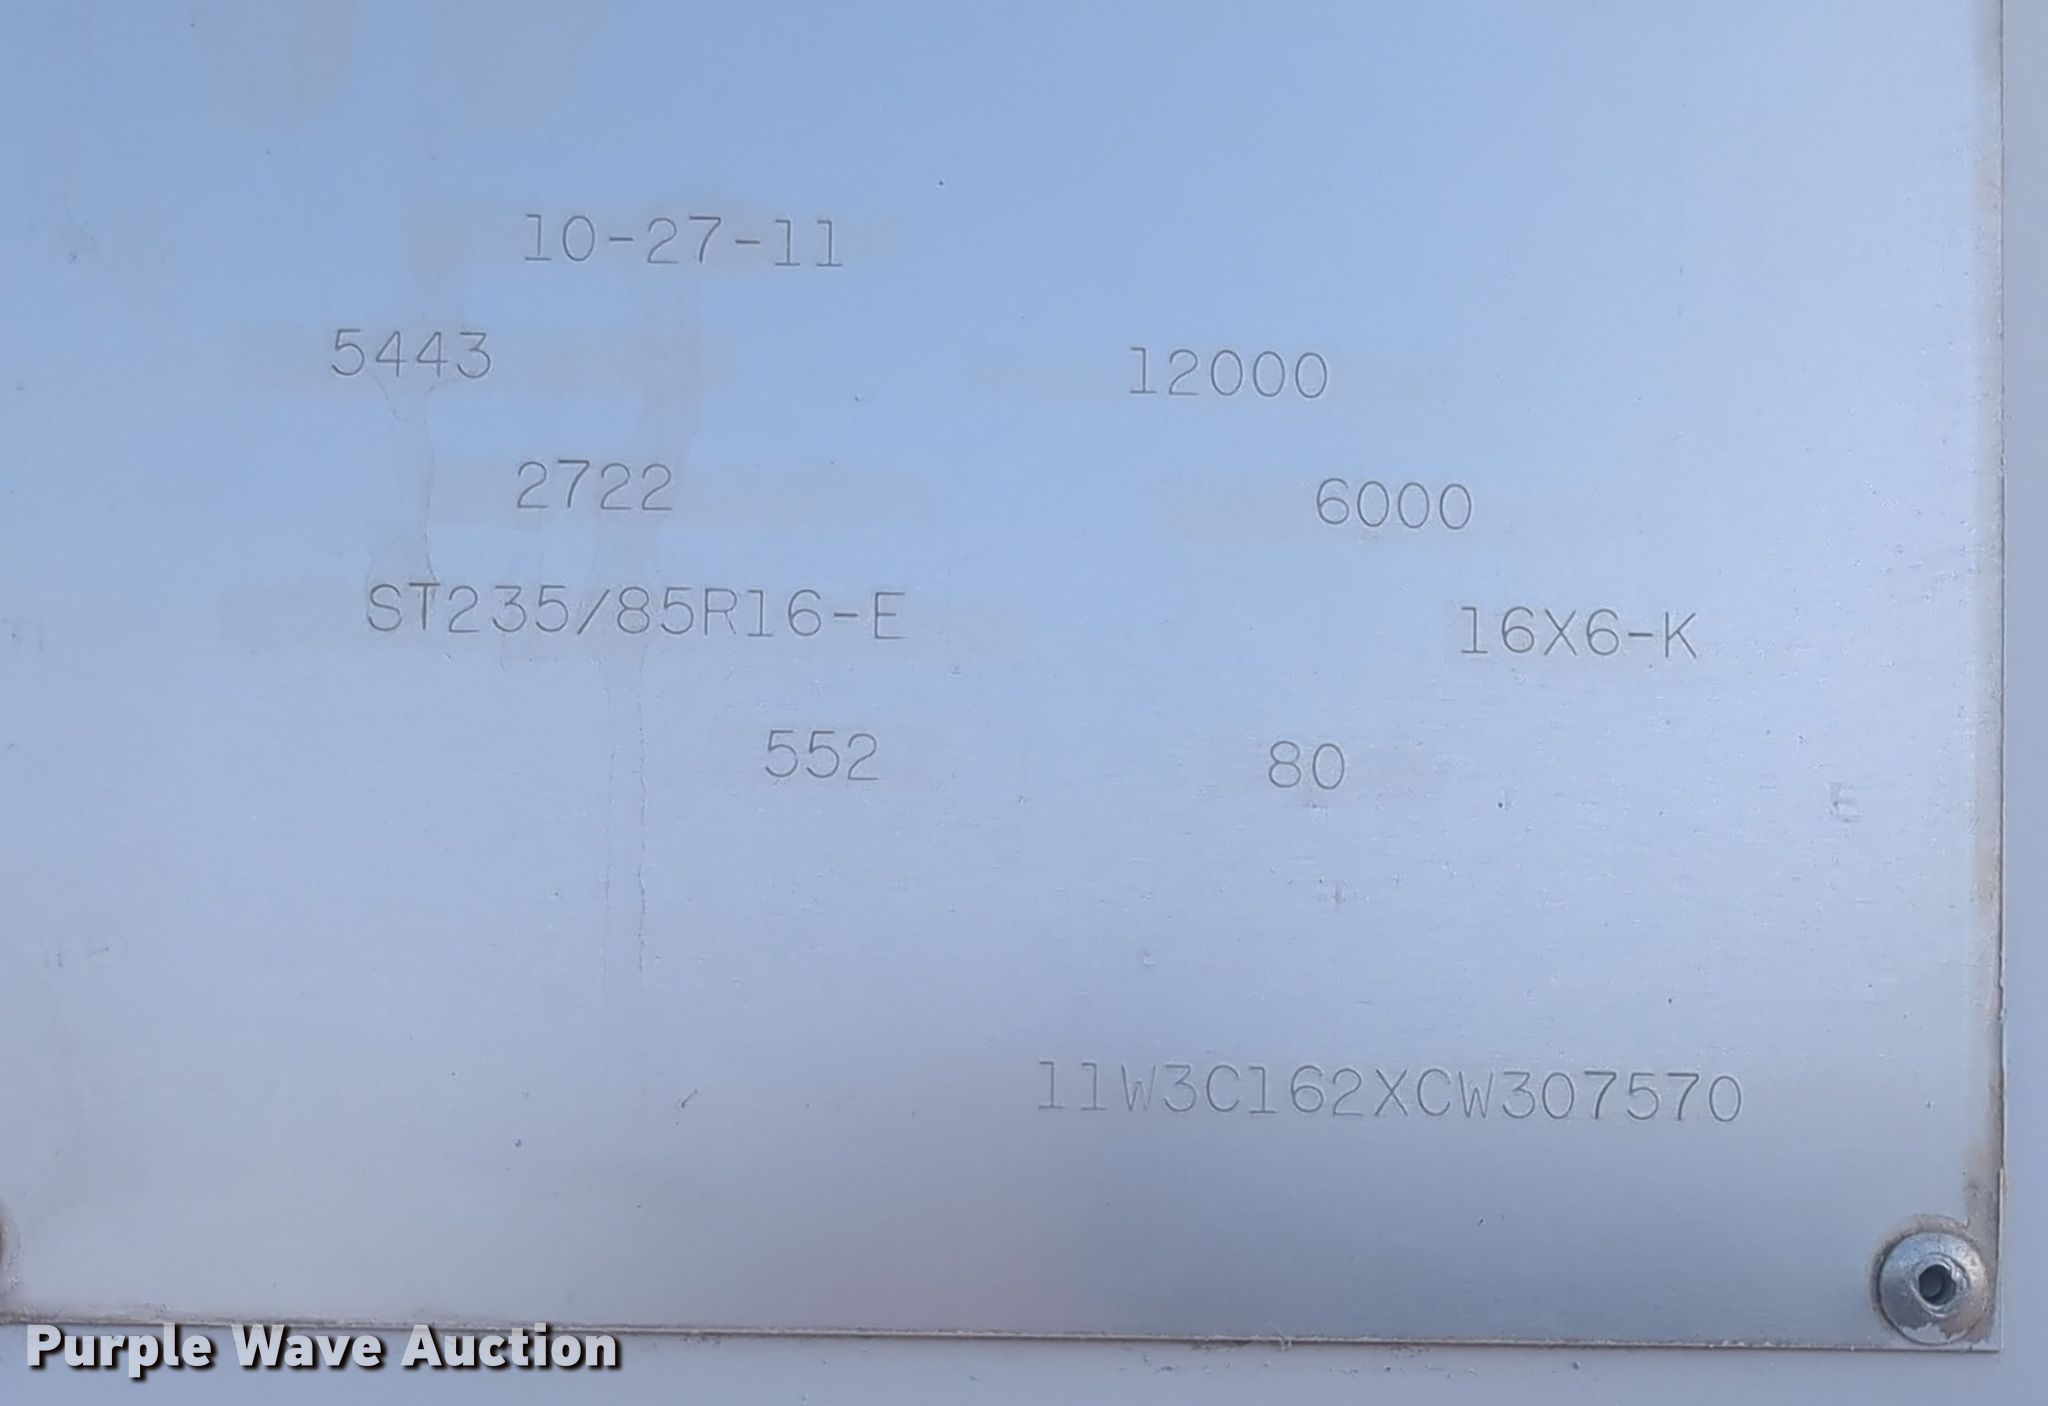 10-27-11
5443 12000
2722 6000
ST235/85R16-E 16X6-K
552 80
11W3C162XCW307570
Purple Wave Auction